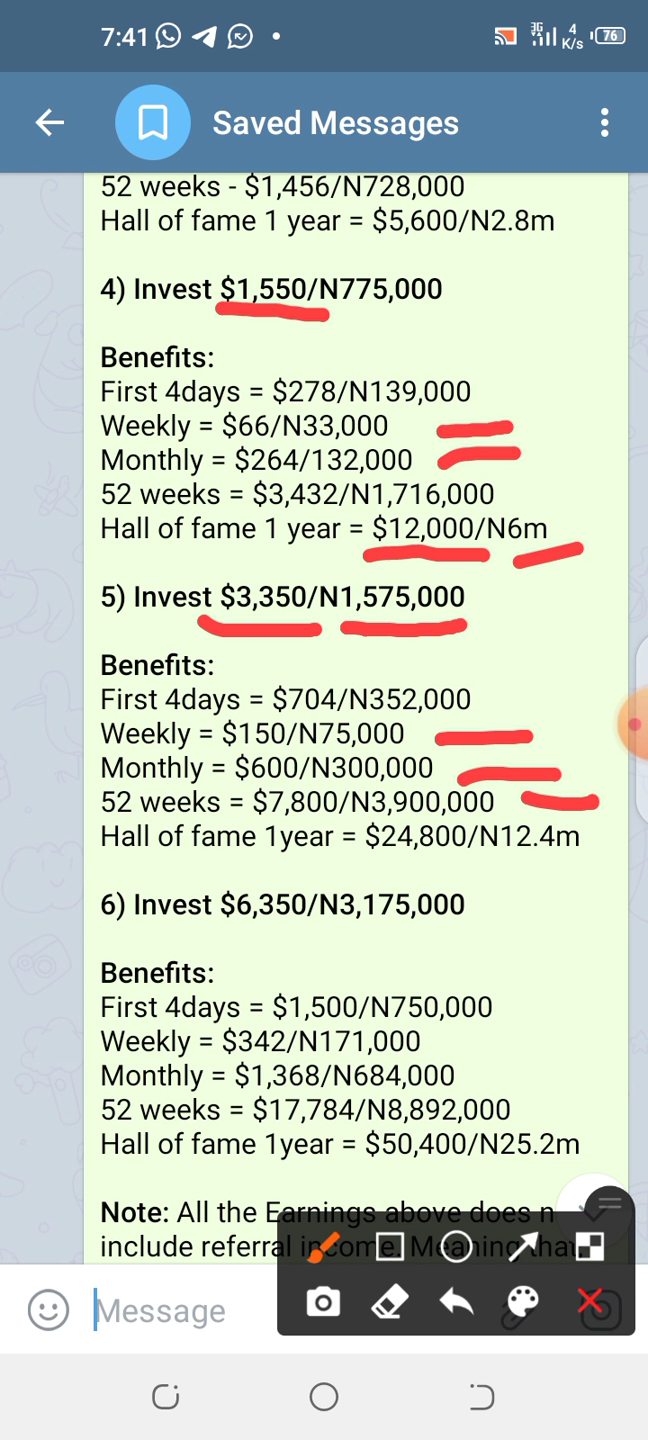 7:41
3G
4
K/s
76
Saved Messages
52 weeks - $1,456/N728,000
Hall of fame 1 year = $5,600/N2.8m
4) Invest $1,550/N775,000
Benefits:
First 4days = $278/N139,000
Weekly = $66/N33,000
Monthly = $264/132,000
52 weeks = $3,432/N1,716,000
Hall of fame 1 year = $12,000/N6m
5) Invest $3,350/N1,575,000
Benefits:
First 4days = $704/N352,000
Weekly = $150/N75,000
Monthly = $600/N300,000
52 weeks = $7,800/N3,900,000
Hall of fame 1year = $24,800/N12.4m
6) Invest $6,350/N3,175,000
Benefits:
First 4days = $1,500/N750,000
Weekly = $342/N171,000
Monthly = $1,368/N684,000
52 weeks = $17,784/N8,892,000
Hall of fame 1year = $50,400/N25.2m
Note: All the Earnings above does n
include referral income. Meaning that
Message